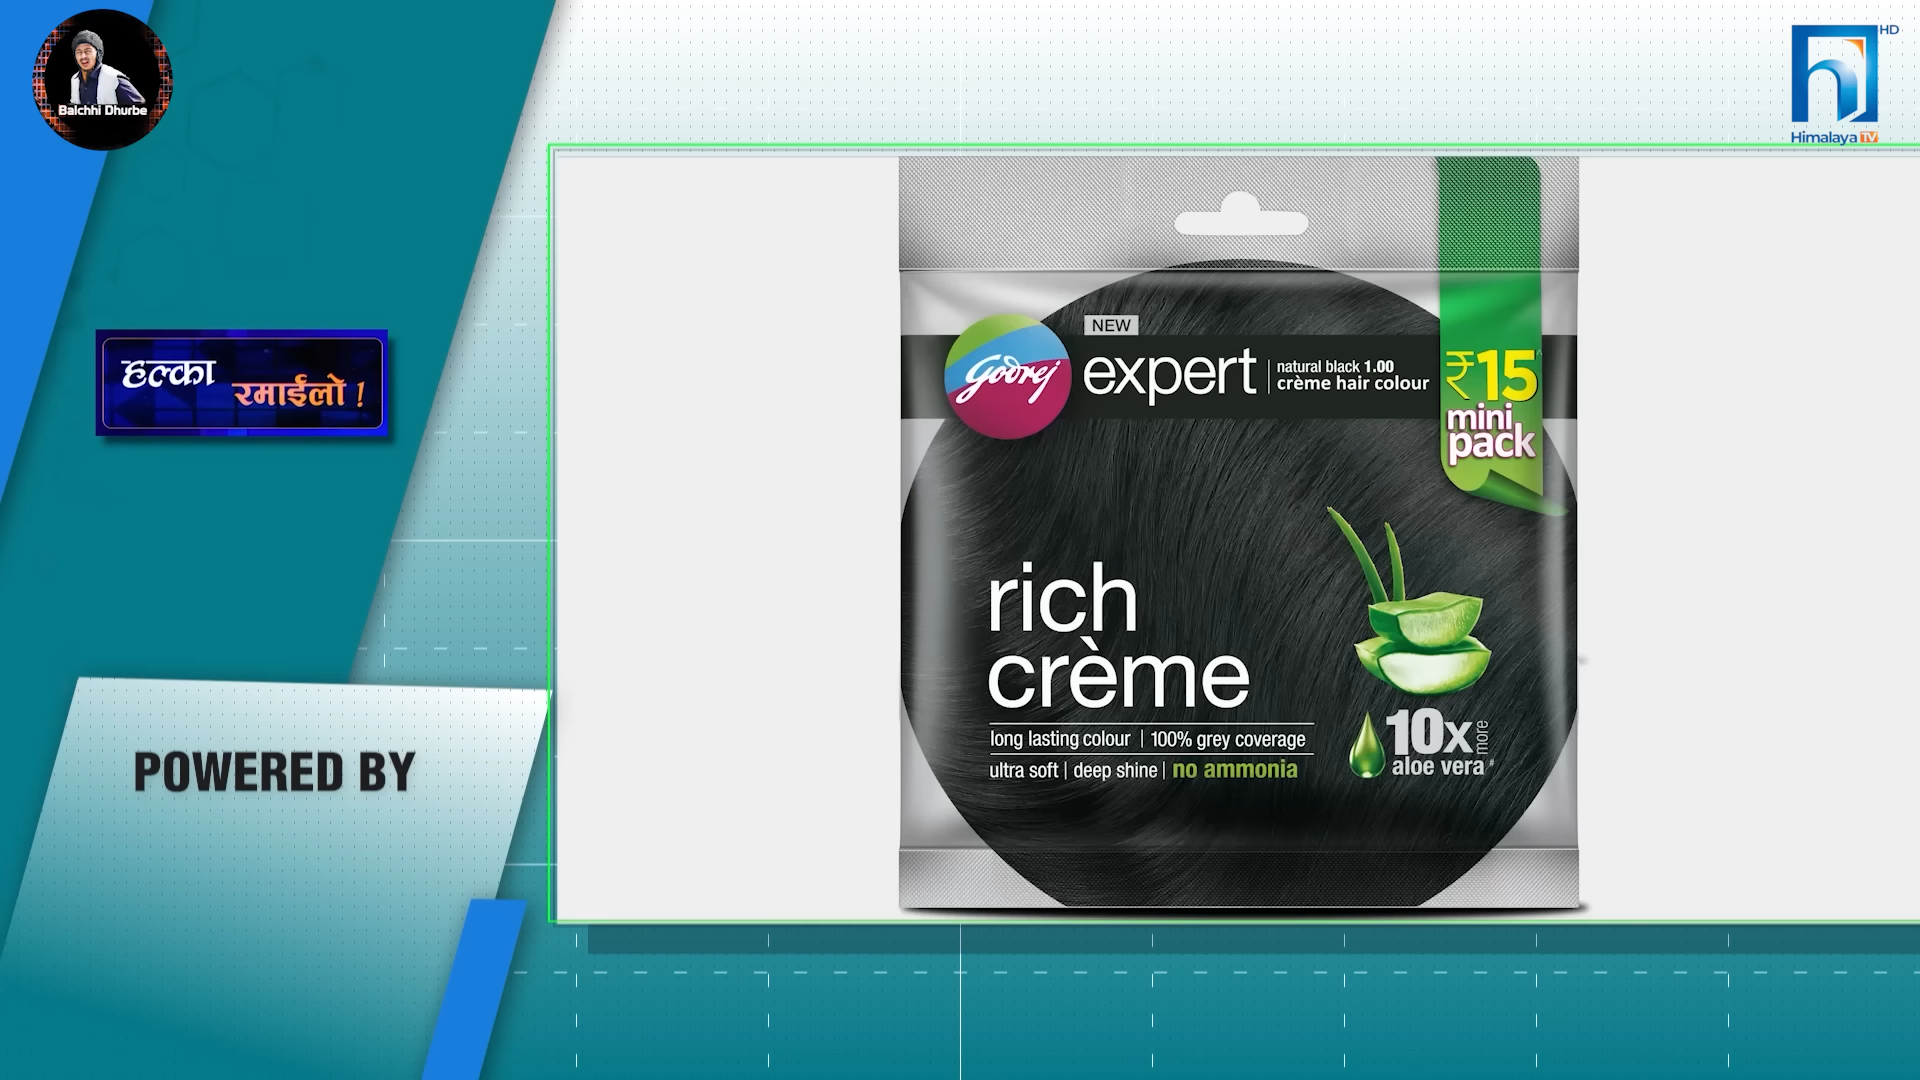 Balchhi Dhurbe
HD
Himalaya TV
हल्का
रमाईलो !
POWERED BY
NEW
Godrej
expert
natural black 1.00
crème hair colour
₹15
mini
pack
rich
crème
long lasting colour | 100% grey coverage
ultra soft | deep shine | no ammonia
10x more
aloe vera#